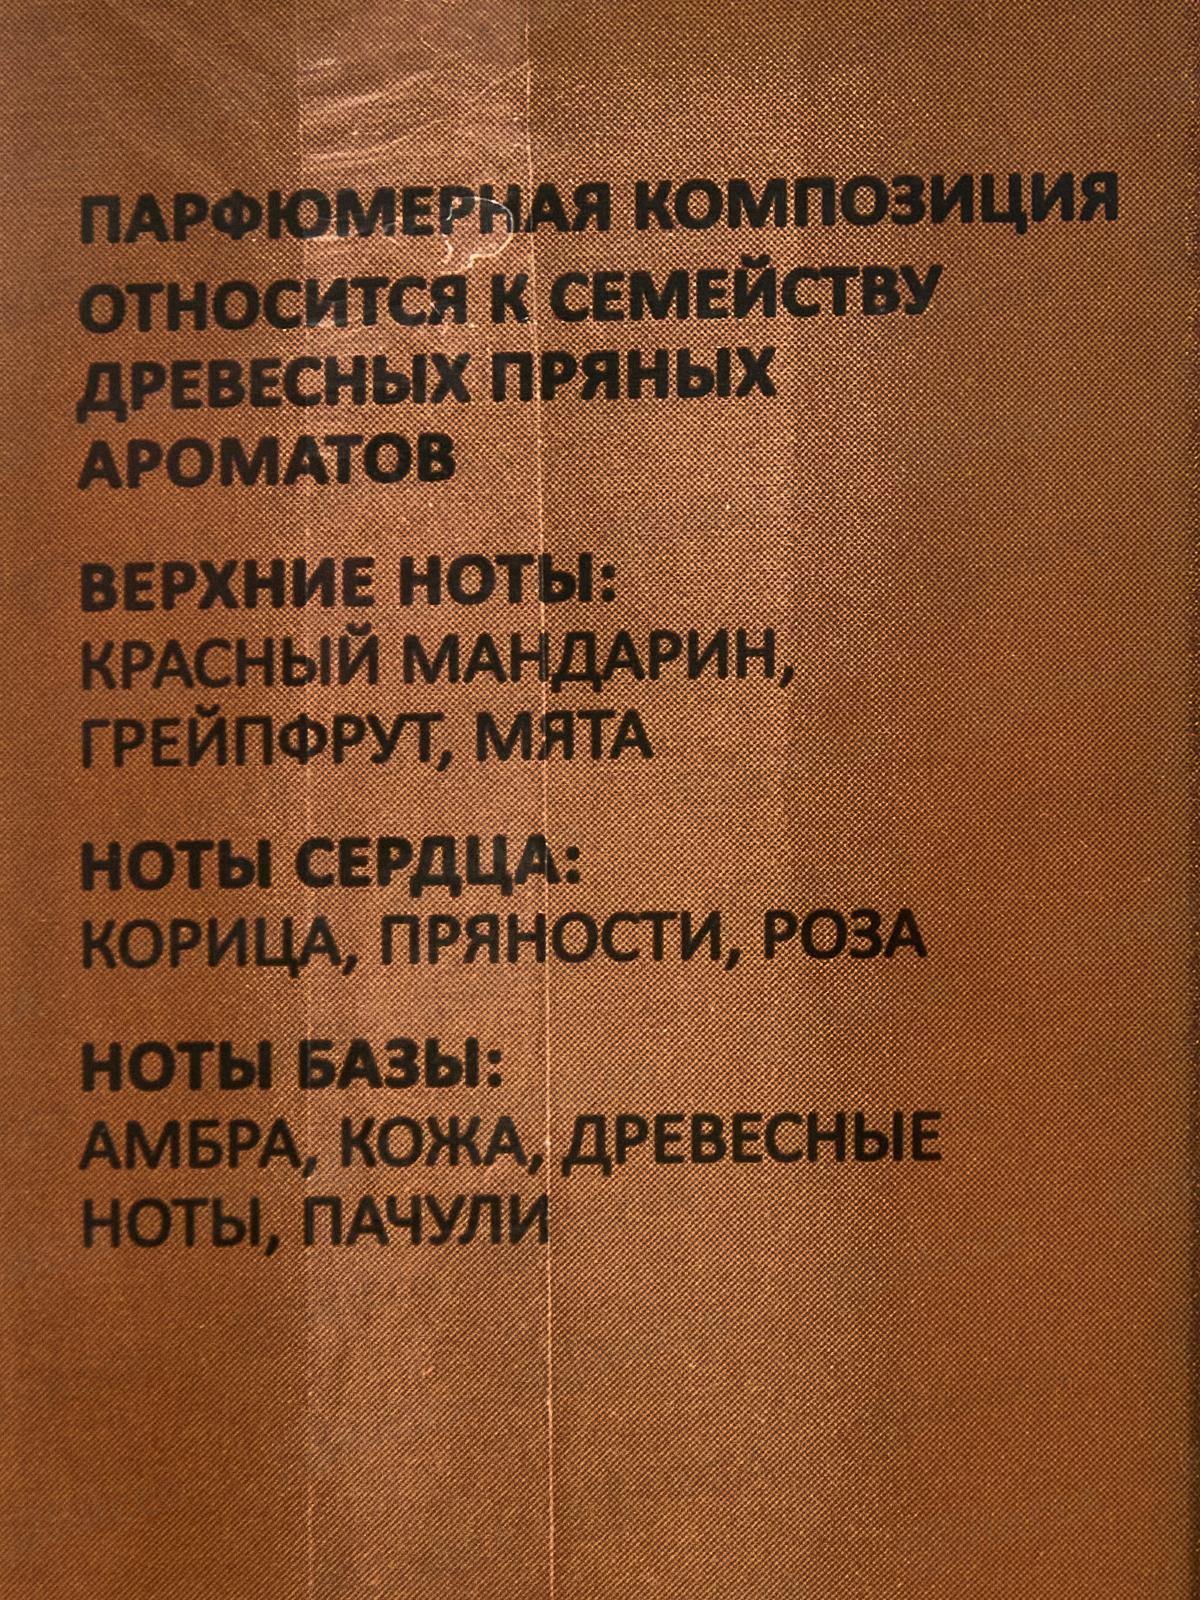 ПАРФЮМЕРНАЯ КОМПОЗИЦИЯ
ОТНОСИТСЯ К СЕМЕЙСТВУ
ДРЕВЕСНЫХ ПРЯНЫХ
АРОМАТОВ
ВЕРХНИЕ НОТЫ:
КРАСНЫЙ МАНДАРИН,
ГРЕЙПФРУТ, МЯТА
НОТЫ СЕРДЦА:
КОРИЦА, ПРЯНОСТИ, РОЗА
НОТЫ БАЗЫ:
АМБРА, КОЖА, ДРЕВЕСНЫЕ
НОТЫ, ПАЧУЛИ